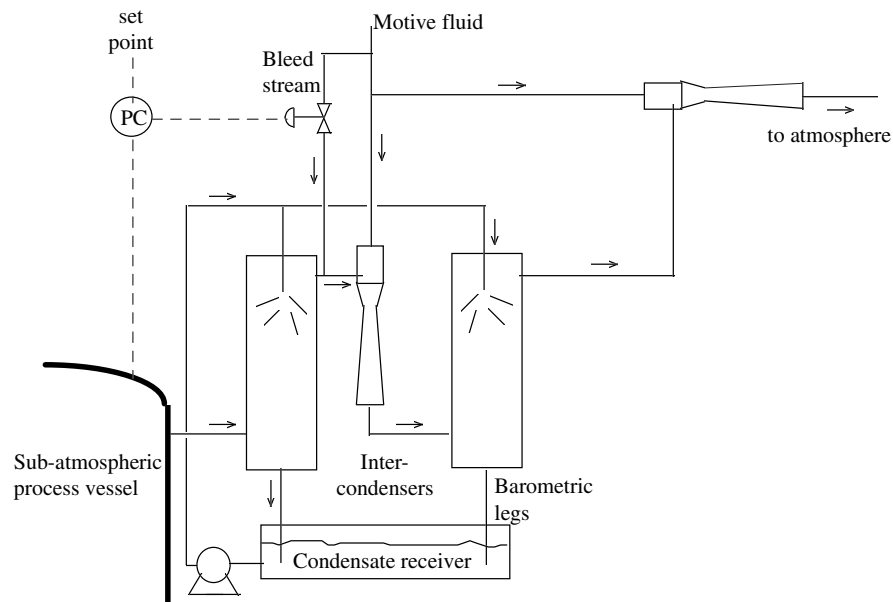 set
point
Motive fluid
Bleed
stream
PC
to atmosphere
Sub-atmospheric
process vessel
Inter-
condensers
Barometric
legs
Condensate receiver